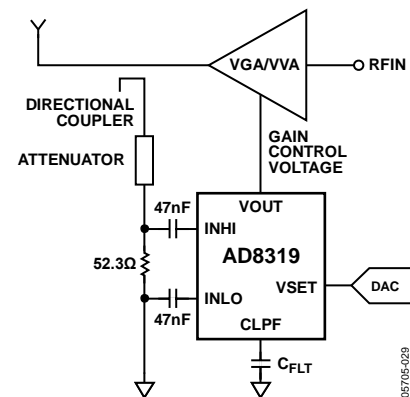 VGA/VVA
RFIN
DIRECTIONAL
COUPLER
ATTENUATOR
GAIN
CONTROL
VOLTAGE
47nF
INHI
VOUT
AD8319
52.3Ω
VSET
DAC
INLO
47nF
CLPF
CFLT
05705-029